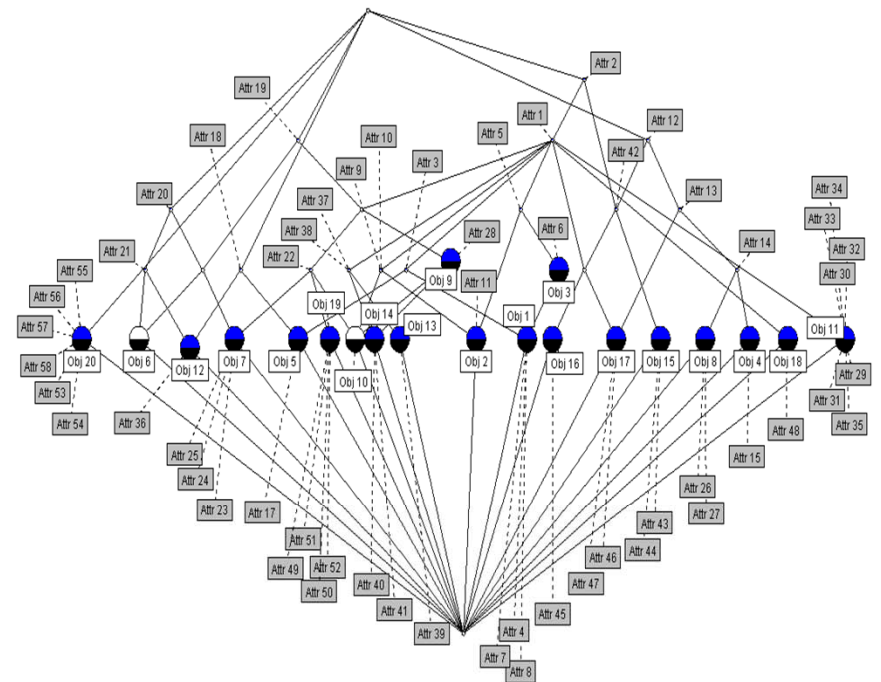 Attr 2
Attr 19
Attr 1
Attr 12
Attr 5
Attr 10
Attr 18
Attr 42
Attr 3
Attr 9
Attr 34
Attr 20
Attr 13
Attr 37
Attr 33
Attr 6
Attr 38
Attr 28
Attr 32
Attr 21
Attr 22
Attr 14
Attr 55
Attr 30
Obj 9
Attr 11
Obj 3
Attr 56
Obj 19
Obj 14
Obj 1
Obj 13
Obj 11
Attr 57
Obj 20
Obj 6
Obj 12
Obj 7
Obj 5
Obj 10
Obj 2
Obj 16
Obj 17
Obj 15
Obj 8
Obj 4
Obj 18
Attr 58
Attr 29
Attr 53
Attr 31
Attr 54
Attr 36
Attr 35
Attr 48
Attr 25
Attr 15
Attr 24
Attr 26
Attr 23
Attr 17
Attr 27
Attr 43
Attr 51
Attr 44
Attr 46
Attr 49
Attr 52
Attr 47
Attr 50
Attr 40
Attr 41
Attr 45
Attr 39
Attr 4
Attr 7
Attr 8